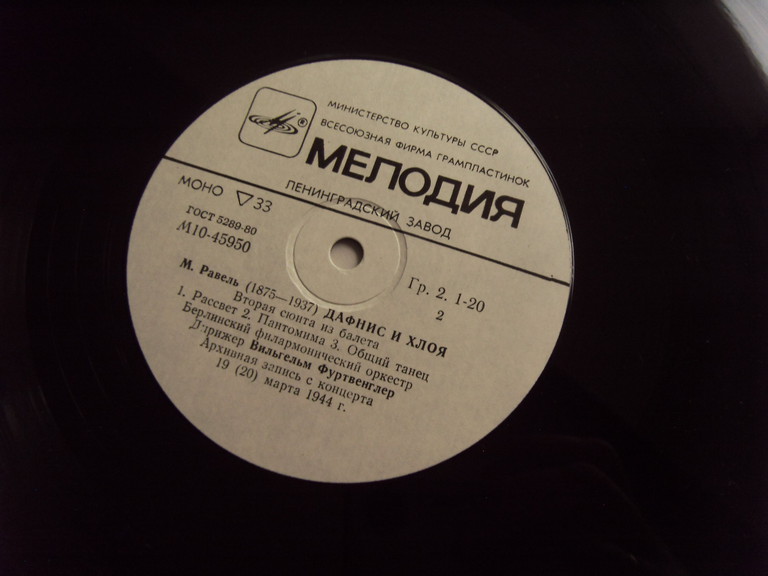 МИНИСТЕРСТВО КУЛЬТУРЫ СССР
ВСЕСОЮЗНАЯ ФИРМА ГРАМПЛАСТИНОК
МЕЛОДИЯ
ЛЕНИНГРАДСКИЙ ЗАВОД
МОНО ▽33
ГОСТ 5289-80
М10-45950
Гр. 2. 1-20
2
М. Равель (1875—1937) ДАФНИС И ХЛОЯ
Вторая сюита из балета
1. Рассвет 2. Пантомима 3. Общий танец
Берлинский филармонический оркестр
Дирижер Вильгельм Фуртвенглер
Архивная запись с концерта
19 (20) марта 1944 г.